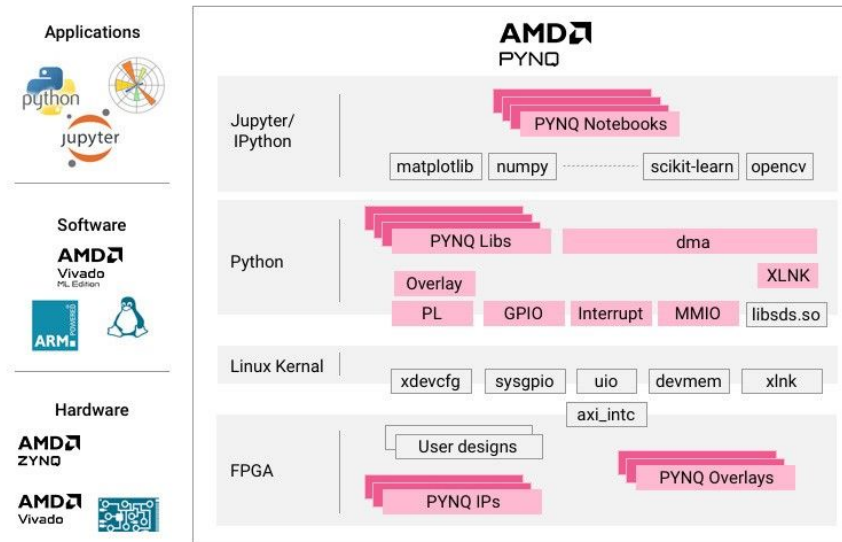 Applications
python
jupyter
Software
AMD
Vivado
ML Edition
ARM POWERED
Hardware
AMD
ZYNQ
AMD
Vivado
AMD
PYNQ
Jupyter/
IPython
PYNQ Notebooks
matplotlib numpy scikit-learn opencv
Python
PYNQ Libs dma
Overlay XLNK
PL GPIO Interrupt MMIO libsds.so
Linux Kernal
xdevcfg sysgpio uio devmem xlnk
axi_intc
FPGA
User designs
PYNQ IPs PYNQ Overlays